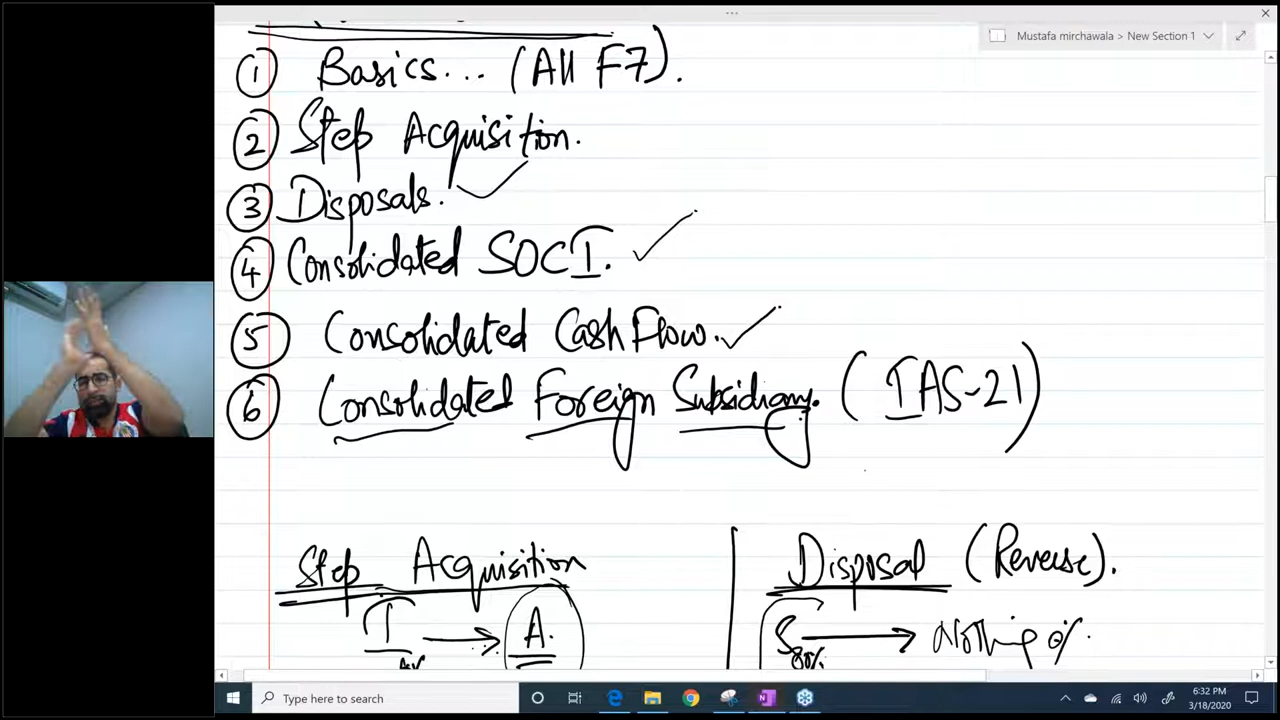 Mustafa mirchawala > New Section 1
① Basics... (All F7).
② Step Acquisition.
③ Disposals.
④ Consolidated SOCI.
⑤ Consolidated CashFlow.
⑥ Consolidated Foreign Subsidiary. (IAS-21)
Step Acquisition
Disposal (Reverse).
I → A.
S 80% → Nothing 0%.
Type here to search
6:32 PM
3/18/2020